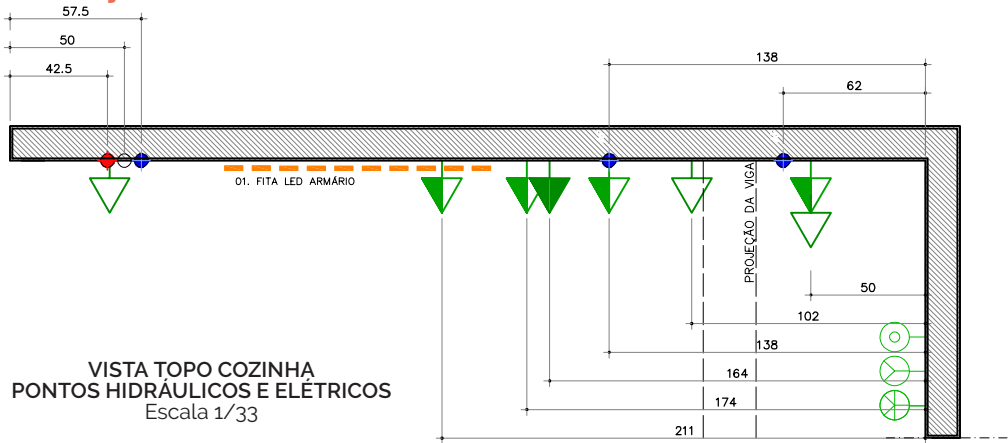 57.5
50
42.5
138
62
01. FITA LED ARMÁRIO
PROJEÇÃO DA VIGA
50
102
138
164
174
211
VISTA TOPO COZINHA
PONTOS HIDRÁULICOS E ELÉTRICOS
Escala 1/33